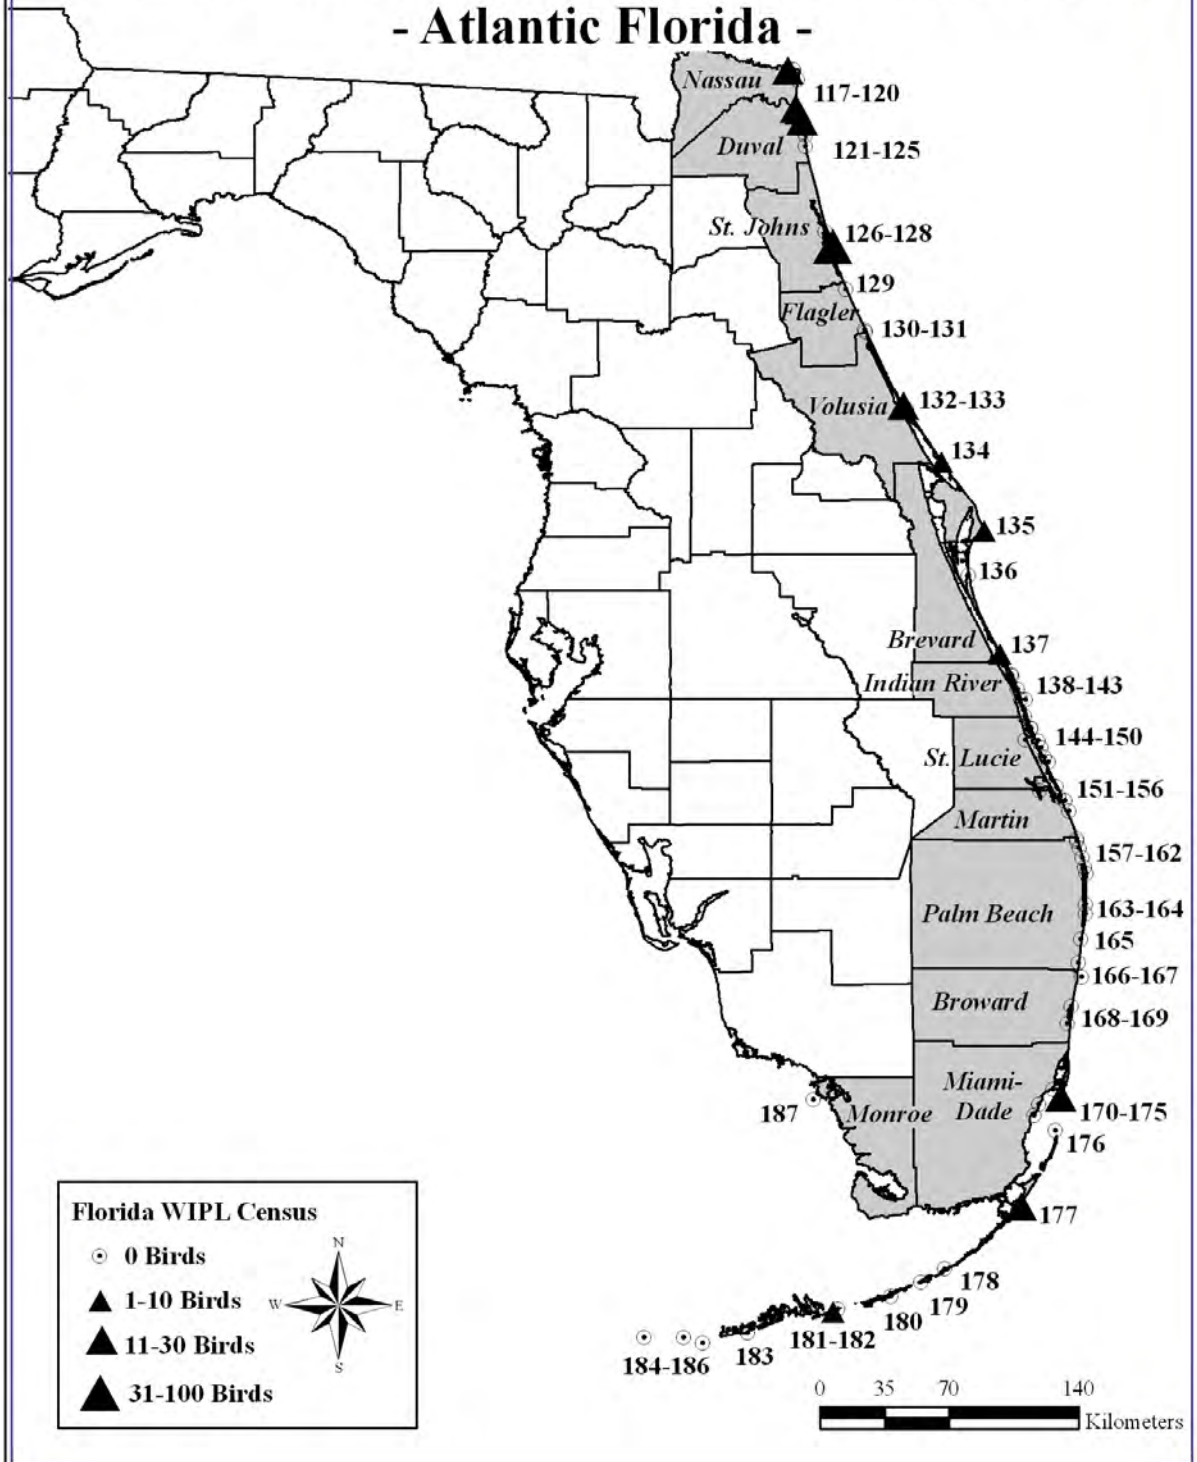 - Atlantic Florida -
Nassau
117-120
Duval
121-125
St. Johns
126-128
129
Flagler
130-131
Volusia
132-133
134
135
136
Brevard
137
Indian River
138-143
144-150
St. Lucie
151-156
Martin
157-162
Palm Beach
163-164
165
166-167
Broward
168-169
Miami-
Dade
187
Monroe
170-175
176
177
178
179
180
181-182
183
184-186
Florida WIPL Census
0 Birds
1-10 Birds
11-30 Birds
31-100 Birds
N
W
E
S
0 35 70 140
Kilometers